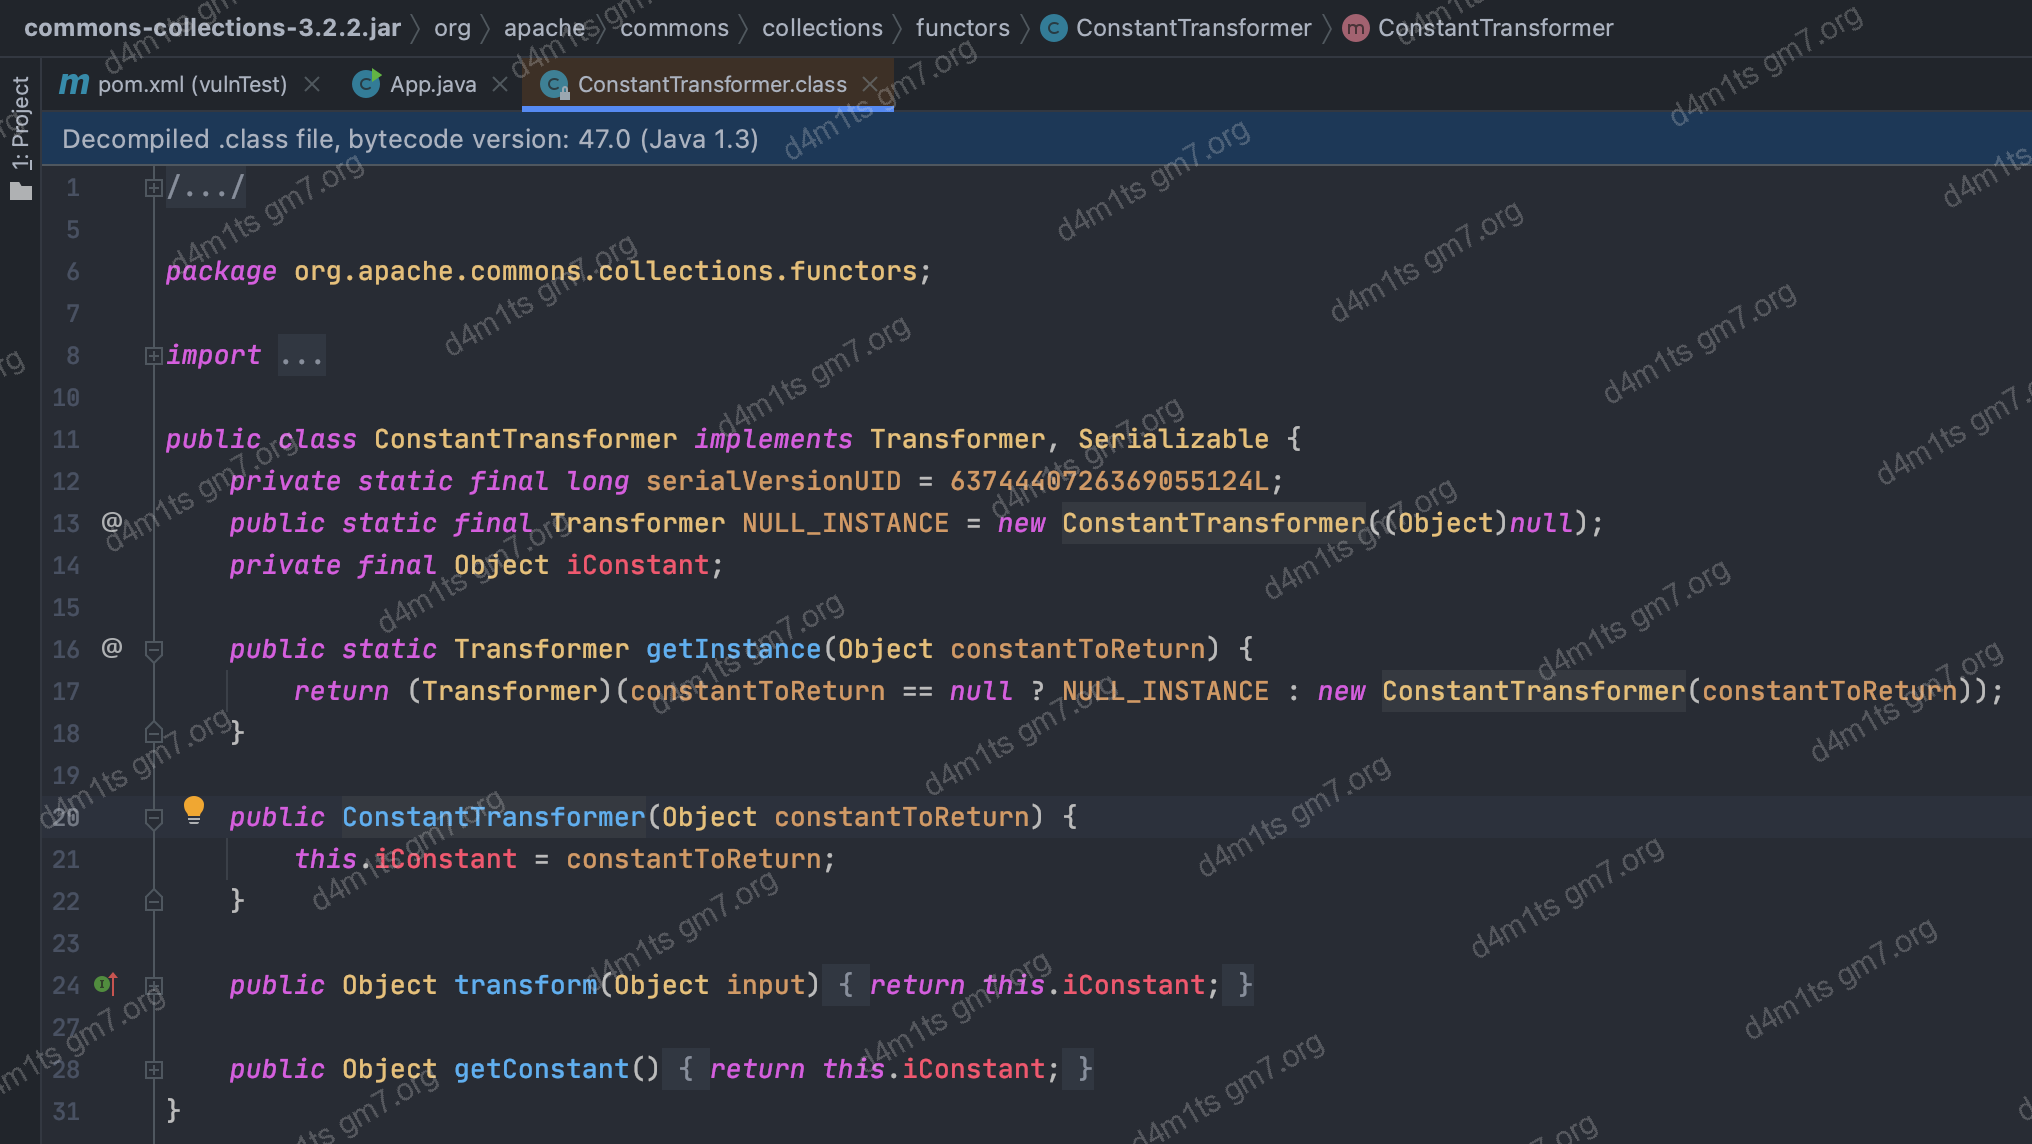 commons-collections-3.2.2.jar org apache commons collections functors ConstantTransformer ConstantTransformer
1: Project
pom.xml (vulnTest) App.java ConstantTransformer.class
Decompiled .class file, bytecode version: 47.0 (Java 1.3)
1 /.../
5
6 package org.apache.commons.collections.functors;
7
8 import ...
10
11 public class ConstantTransformer implements Transformer, Serializable {
12 private static final long serialVersionUID = 6374440726369055124L;
13 @ public static final Transformer NULL_INSTANCE = new ConstantTransformer((Object)null);
14 private final Object iConstant;
15
16 @ public static Transformer getInstance(Object constantToReturn) {
17 return (Transformer)(constantToReturn == null ? NULL_INSTANCE : new ConstantTransformer(constantToReturn));
18 }
19
20 public ConstantTransformer(Object constantToReturn) {
21 this.iConstant = constantToReturn;
22 }
23
24 public Object transform(Object input) { return this.iConstant; }
27
28 public Object getConstant() { return this.iConstant; }
31 }
d4m1ts gm7.org